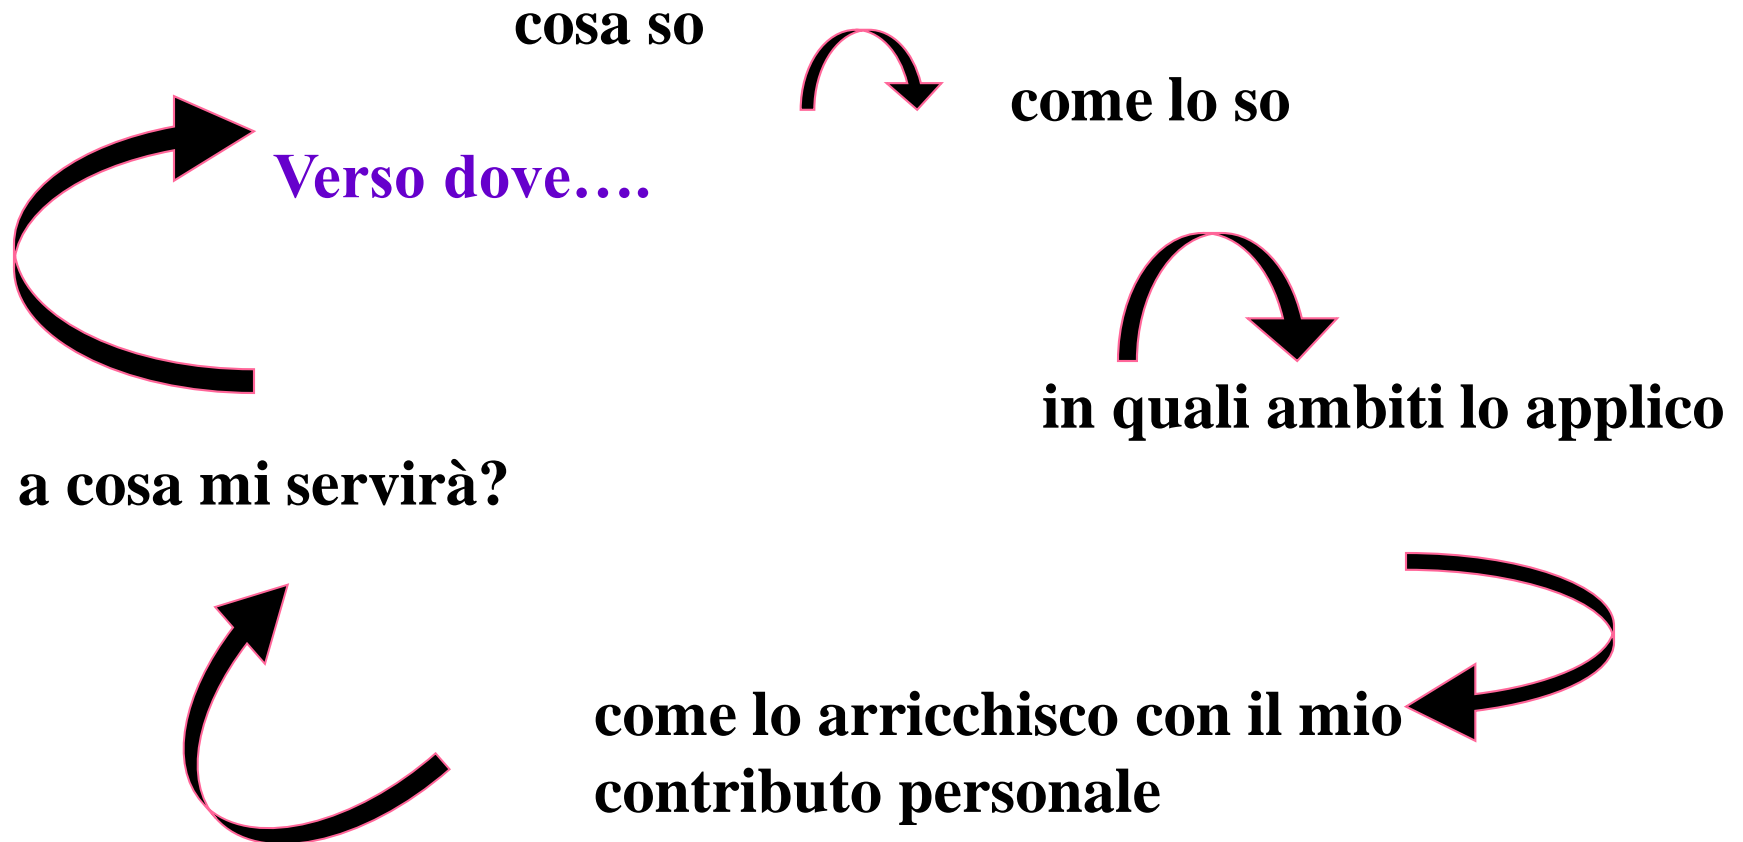 cosa so
come lo so
Verso dove….
in quali ambiti lo applico
a cosa mi servirà?
come lo arricchisco con il mio
contributo personale